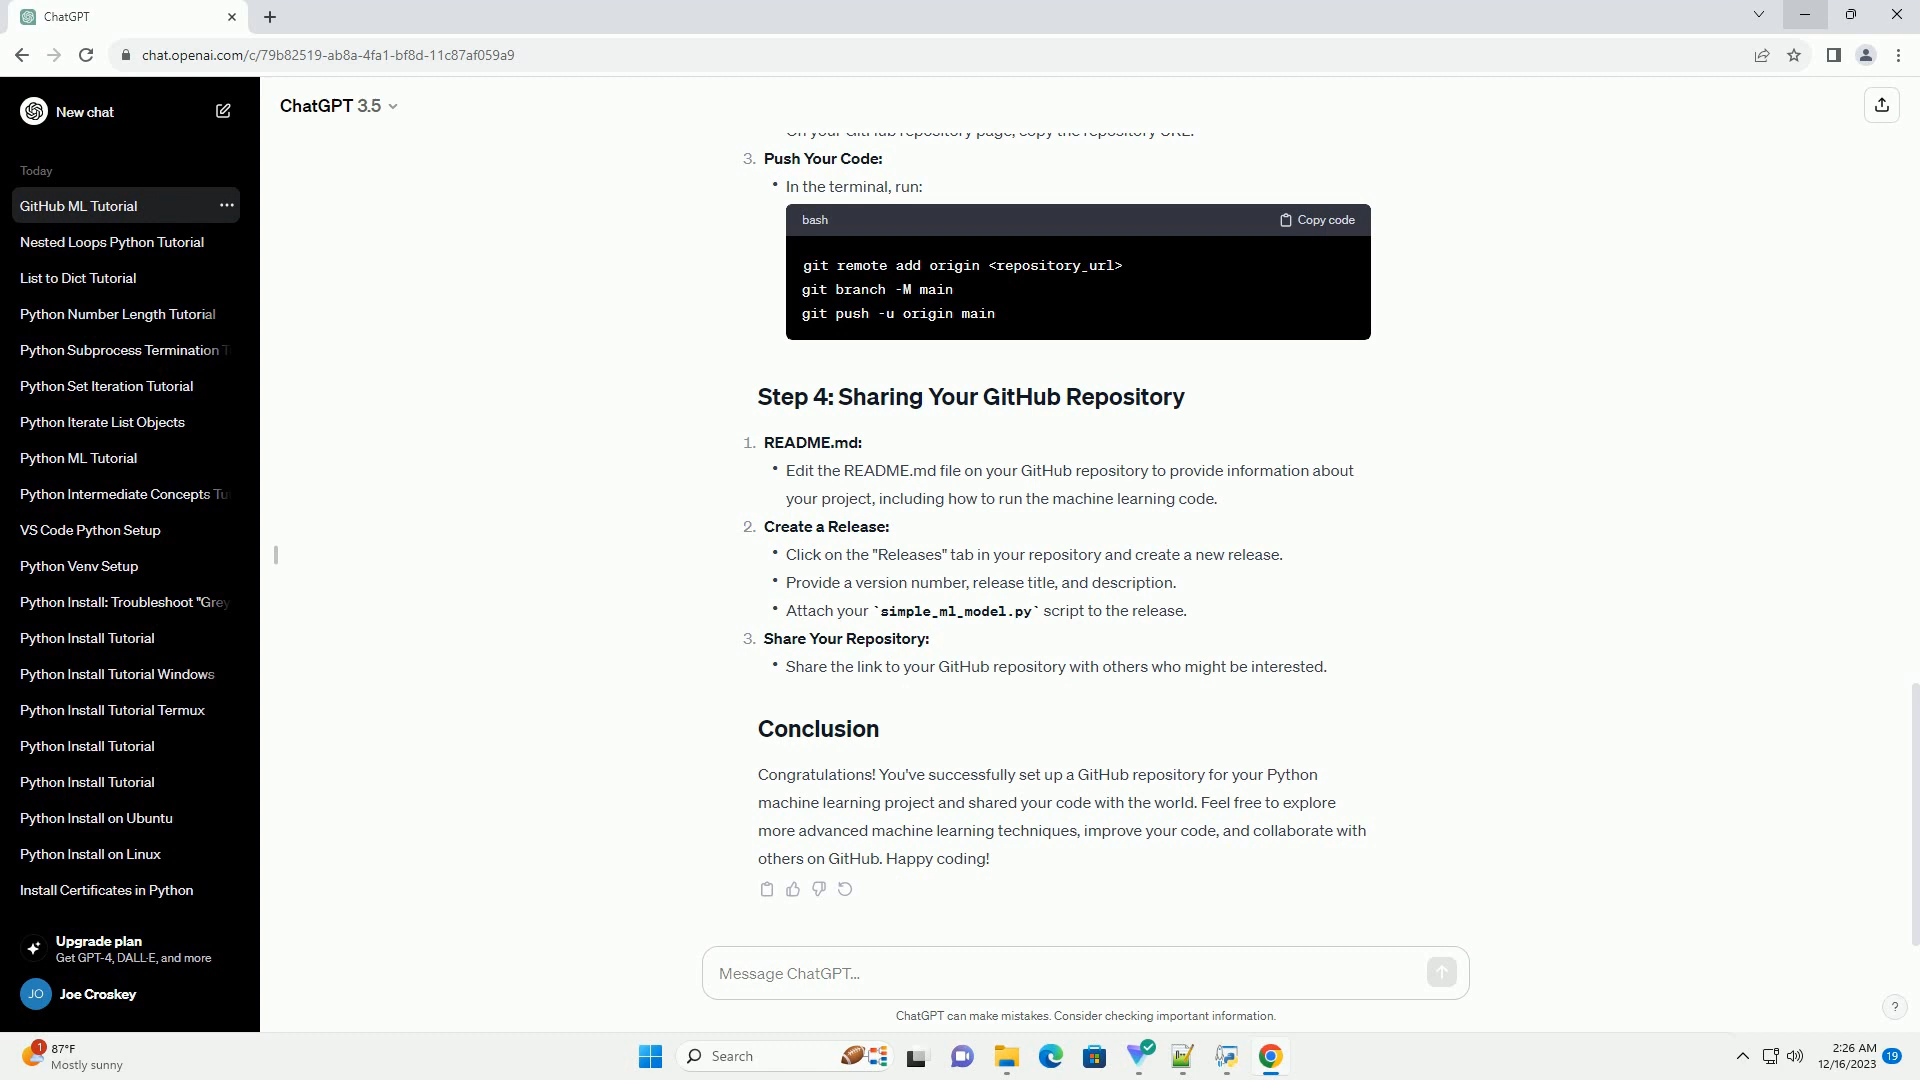 ChatGPT
chat.openai.com/c/79b82519-ab8a-4fa1-bf8d-11c87af059a9
New chat
Today
GitHub ML Tutorial
Nested Loops Python Tutorial
List to Dict Tutorial
Python Number Length Tutorial
Python Subprocess Termination T
Python Set Iteration Tutorial
Python Iterate List Objects
Python ML Tutorial
Python Intermediate Concepts Tu
VS Code Python Setup
Python Venv Setup
Python Install: Troubleshoot "Grey
Python Install Tutorial
Python Install Tutorial Windows
Python Install Tutorial Termux
Python Install Tutorial
Python Install Tutorial
Python Install on Ubuntu
Python Install on Linux
Install Certificates in Python
Upgrade plan
Get GPT-4, DALL·E, and more
JO Joe Croskey
ChatGPT 3.5
On your GitHub repository page, copy the repository URL.
3. Push Your Code:
• In the terminal, run:
bash Copy code
git remote add origin <repository_url>
git branch -M main
git push -u origin main
Step 4: Sharing Your GitHub Repository
1. README.md:
• Edit the README.md file on your GitHub repository to provide information about
your project, including how to run the machine learning code.
2. Create a Release:
• Click on the "Releases" tab in your repository and create a new release.
• Provide a version number, release title, and description.
• Attach your `simple_ml_model.py` script to the release.
3. Share Your Repository:
• Share the link to your GitHub repository with others who might be interested.
Conclusion
Congratulations! You've successfully set up a GitHub repository for your Python
machine learning project and shared your code with the world. Feel free to explore
more advanced machine learning techniques, improve your code, and collaborate with
others on GitHub. Happy coding!
Message ChatGPT...
ChatGPT can make mistakes. Consider checking important information.
?
1
87°F
Mostly sunny
Search
2:26 AM
12/16/2023
19